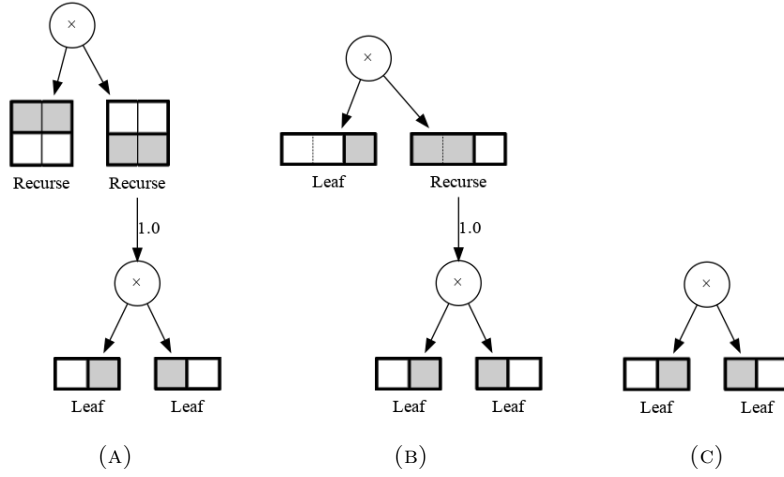 ×
×
Recurse Recurse
Leaf Recurse
1.0 1.0
× × ×
Leaf Leaf Leaf Leaf Leaf Leaf
(A) (B) (C)